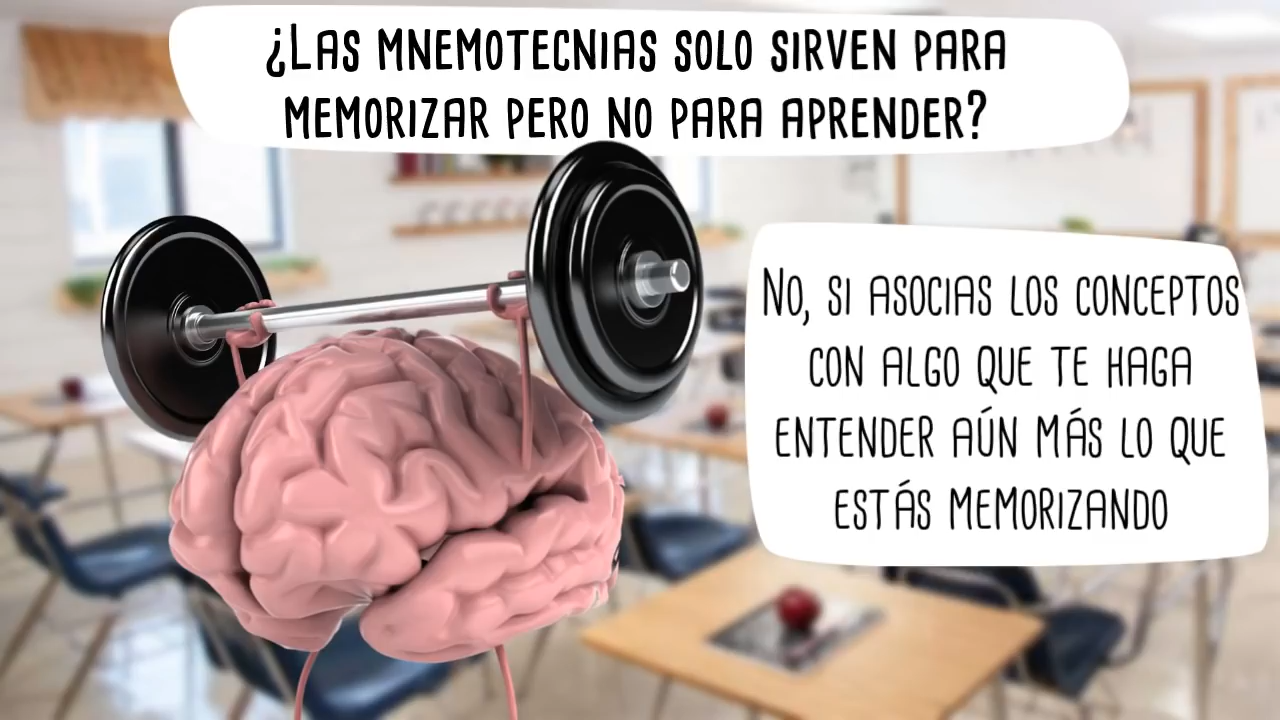 ¿Las mnemotecnias solo sirven para
memorizar pero no para aprender?
No, si asocias los conceptos
con algo que te haga
entender aún más lo que
estás memorizando